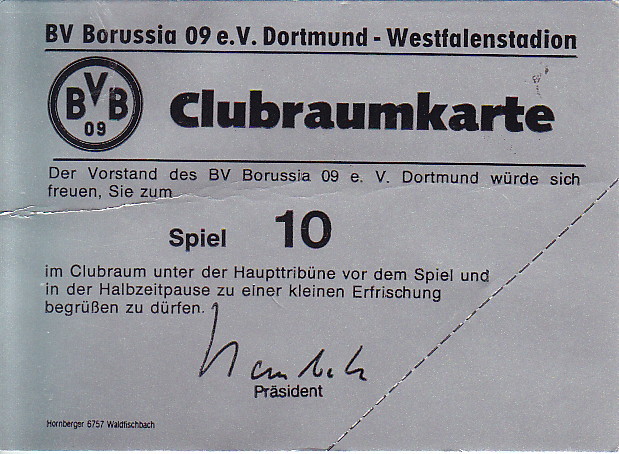 BV Borussia 09 e.V. Dortmund - Westfalenstadion
BVB
09
Clubraumkarte
Der Vorstand des BV Borussia 09 e. V. Dortmund würde sich
freuen, Sie zum
Spiel 10
im Clubraum unter der Haupttribüne vor dem Spiel und
in der Halbzeitpause zu einer kleinen Erfrischung
begrüßen zu dürfen.
Präsident
Hornberger 6757 Waldfischbach